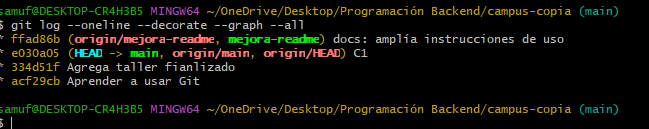 samuf@DESKTOP-CR4H3B5 MINGW64 ~/OneDrive/Desktop/Programación Backend/campus-copia (main)
$ git log --oneline --decorate --graph --all
* ffad86b (origin/mejora-readme, mejora-readme) docs: amplía instrucciones de uso
* e030a05 (HEAD -> main, origin/main, origin/HEAD) C1
* 334d51f Agrega taller fianlizado
* acf29cb Aprender a usar Git
samuf@DESKTOP-CR4H3B5 MINGW64 ~/OneDrive/Desktop/Programación Backend/campus-copia (main)
$